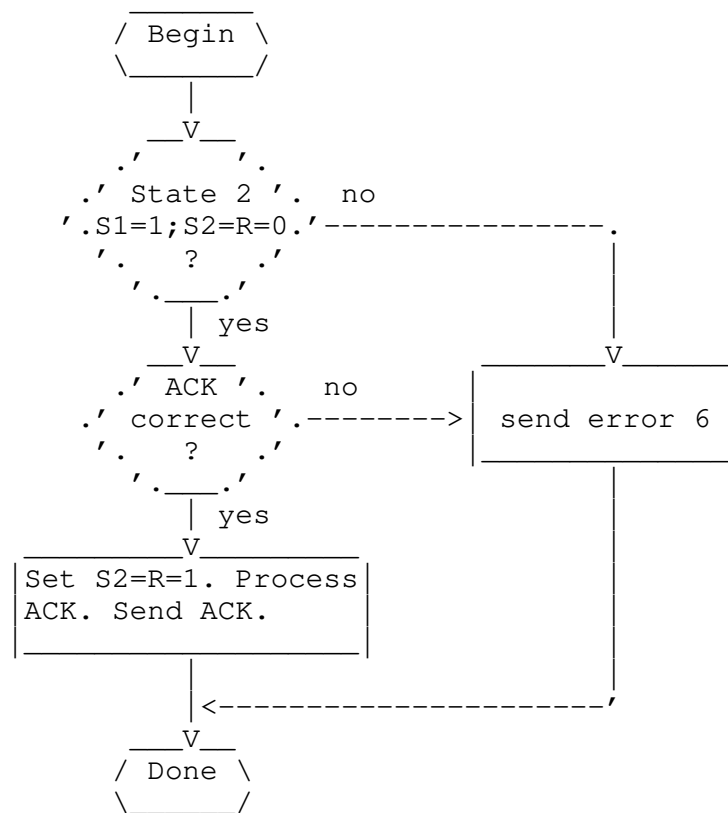 Begin
State 2 no
S1=1;S2=R=0
?
yes
ACK no
correct send error 6
?
yes
Set S2=R=1. Process
ACK. Send ACK.
Done